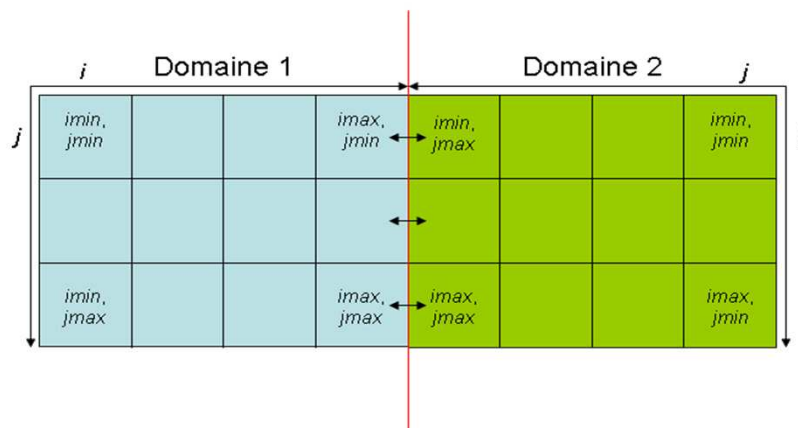 i Domaine 1 Domaine 2 j
j
imin,
jmin
imax,
jmin
imin,
jmax
imin,
jmin
imin,
jmax
imax,
jmax
imax,
jmax
imax,
jmin